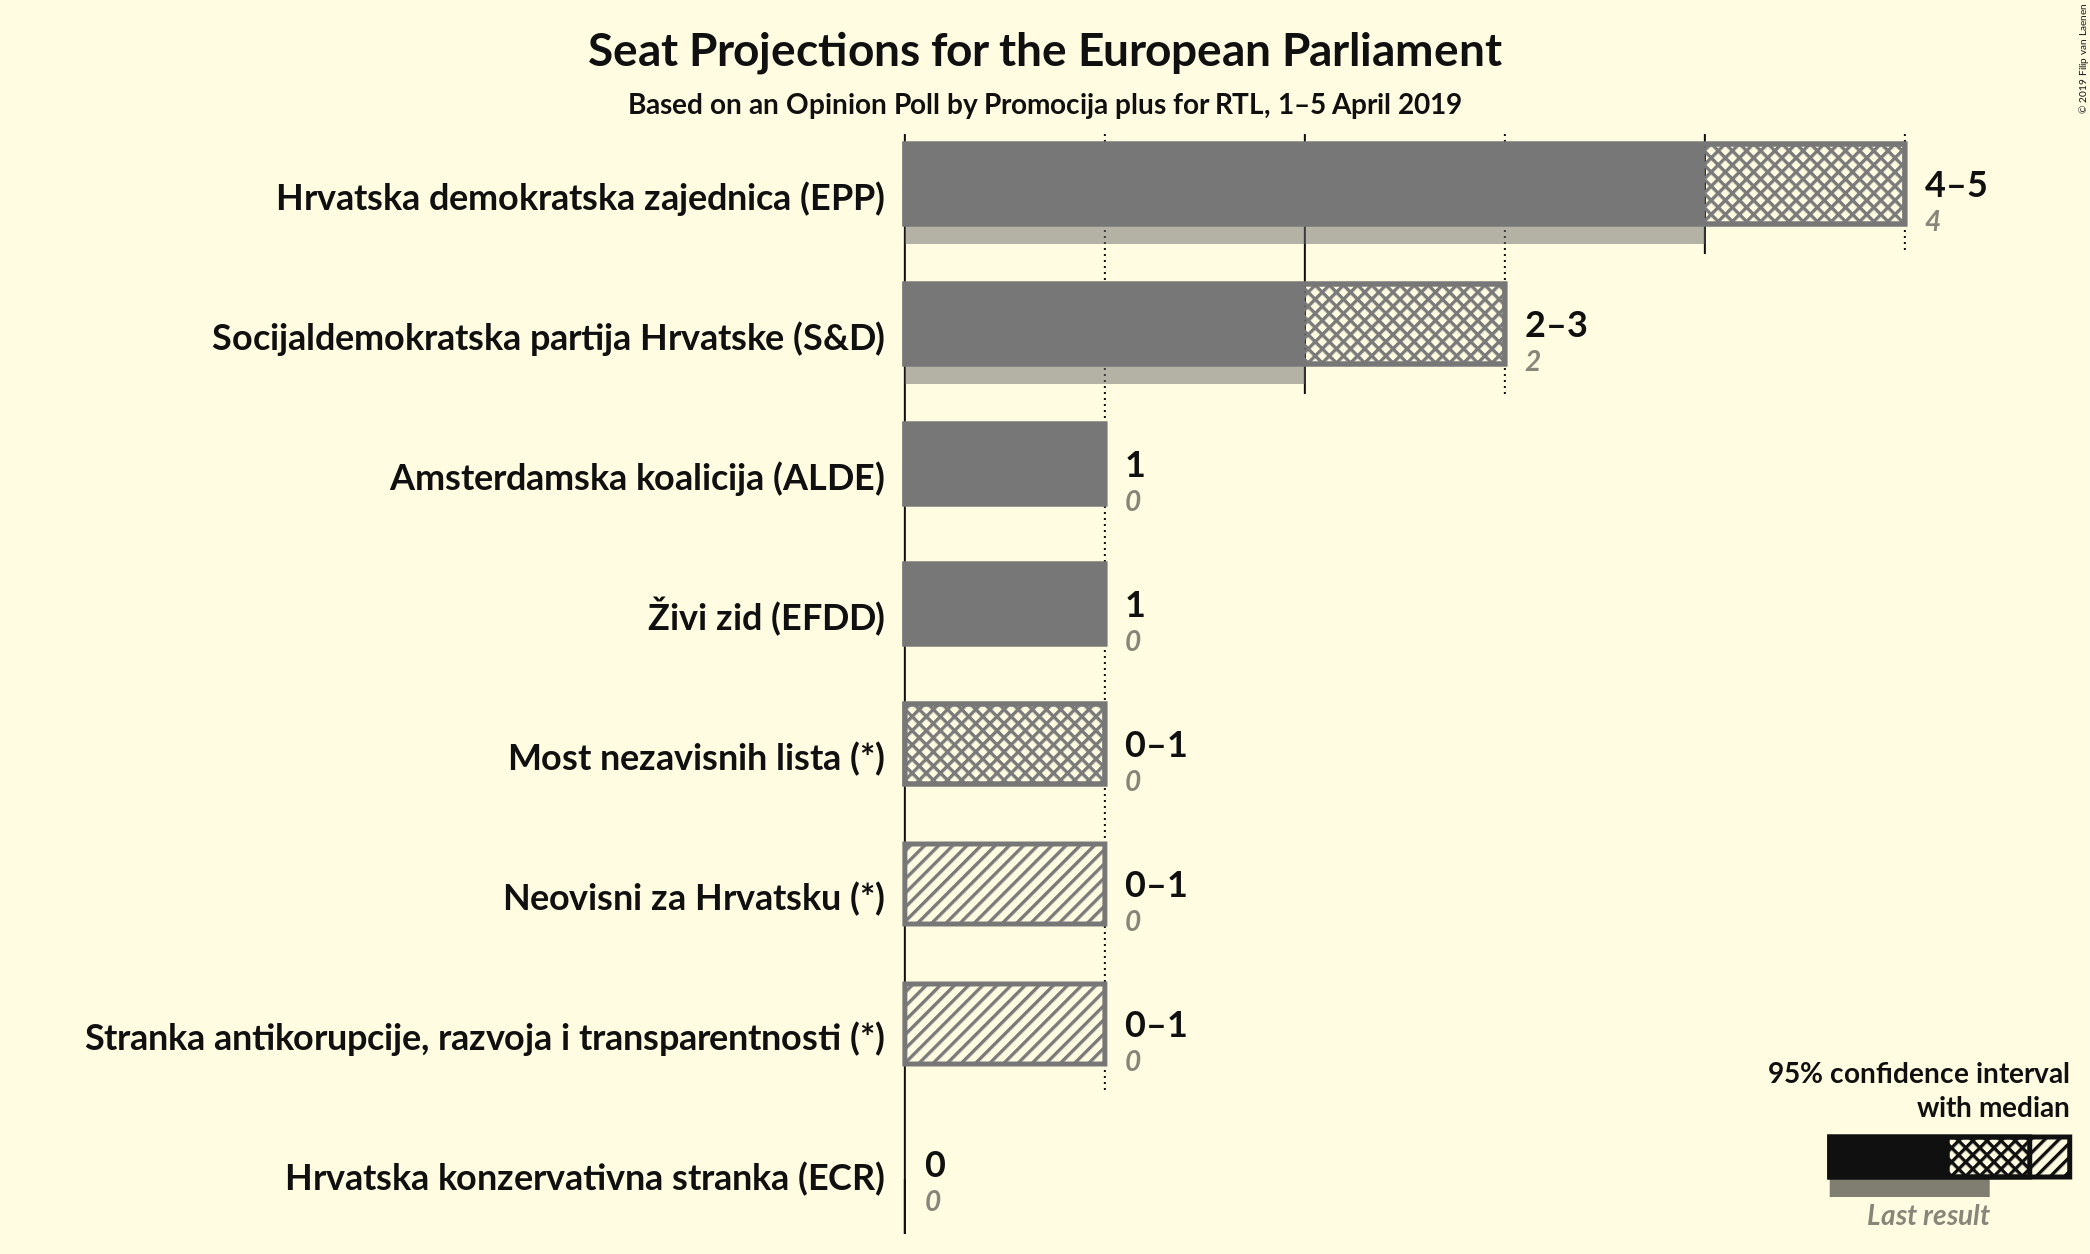 Seat Projections for the European Parliament
Based on an Opinion Poll by Promocija plus for RTL, 1–5 April 2019
© 2019 Filip van Laenen
Hrvatska demokratska zajednica (EPP)
4–5
4
Socijaldemokratska partija Hrvatske (S&D)
2–3
2
Amsterdamska koalicija (ALDE)
1
0
Živi zid (EFDD)
1
0
Most nezavisnih lista (*)
0–1
0
Neovisni za Hrvatsku (*)
0–1
0
Stranka antikorupcije, razvoja i transparentnosti (*)
0–1
0
Hrvatska konzervativna stranka (ECR)
0
0
95% confidence interval
with median
Last result